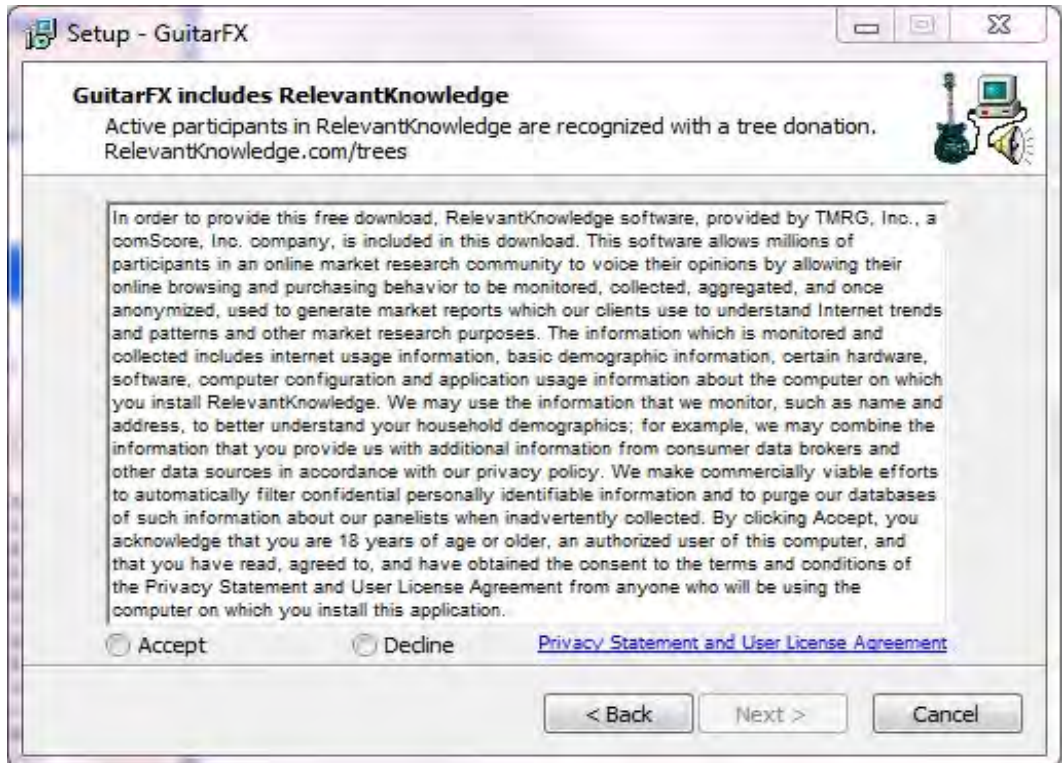 Setup - GuitarFX
GuitarFX includes RelevantKnowledge
Active participants in RelevantKnowledge are recognized with a tree donation.
RelevantKnowledge.com/trees
In order to provide this free download, RelevantKnowledge software, provided by TMRG, Inc., a
comScore, Inc. company, is included in this download. This software allows millions of
participants in an online market research community to voice their opinions by allowing their
online browsing and purchasing behavior to be monitored, collected, aggregated, and once
anonymized, used to generate market reports which our clients use to understand Internet trends
and patterns and other market research purposes. The information which is monitored and
collected includes internet usage information, basic demographic information, certain hardware,
software, computer configuration and application usage information about the computer on which
you install RelevantKnowledge. We may use the information that we monitor, such as name and
address, to better understand your household demographics; for example, we may combine the
information that you provide us with additional information from consumer data brokers and
other data sources in accordance with our privacy policy. We make commercially viable efforts
to automatically filter confidential personally identifiable information and to purge our databases
of such information about our panelists when inadvertently collected. By clicking Accept, you
acknowledge that you are 18 years of age or older, an authorized user of this computer, and
that you have read, agreed to, and have obtained the consent to the terms and conditions of
the Privacy Statement and User License Agreement from anyone who will be using the
computer on which you install this application.
Accept Decline Privacy Statement and User License Agreement
< Back Next > Cancel